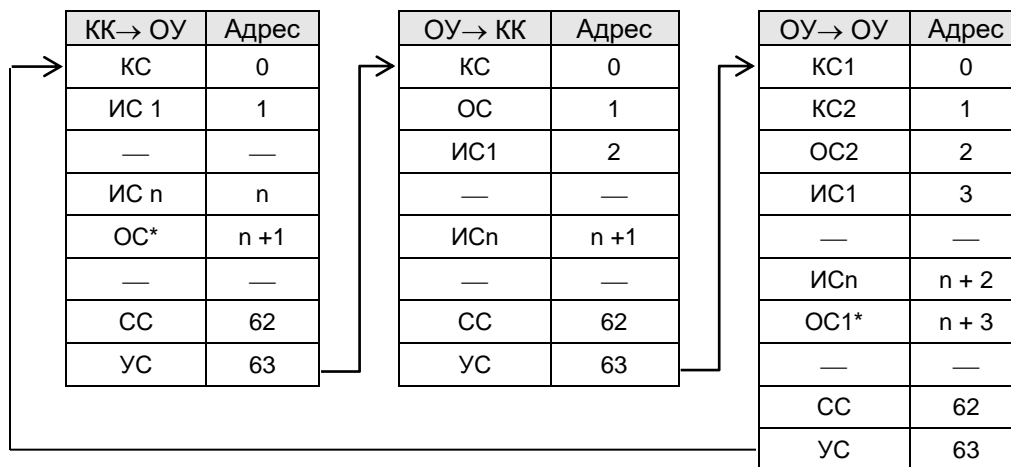 КК→ ОУ Адрес
КС 0
ИС 1 1
— —
ИС n n
ОС* n +1
— —
СС 62
УС 63
ОУ→ КК Адрес
КС 0
ОС 1
ИС1 2
— —
ИСn n +1
— —
СС 62
УС 63
ОУ→ ОУ Адрес
КС1 0
КС2 1
ОС2 2
ИС1 3
— —
ИСn n + 2
ОС1* n + 3
— —
СС 62
УС 63